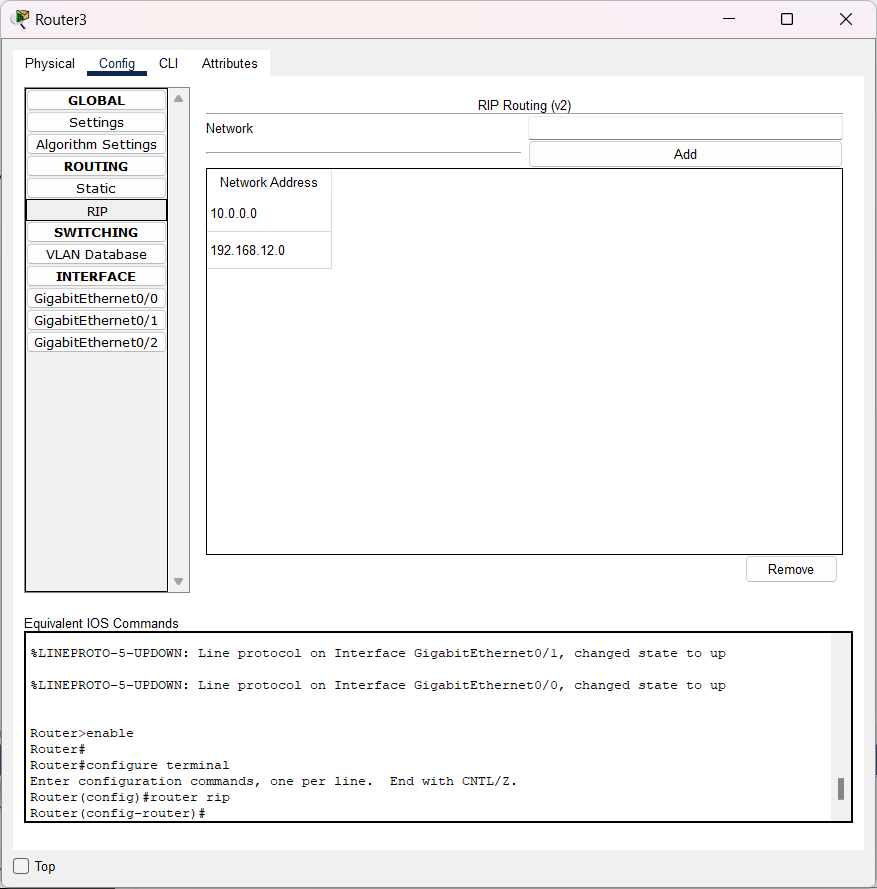 Router3
Physical Config CLI Attributes
GLOBAL
Settings
Algorithm Settings
ROUTING
Static
RIP
SWITCHING
VLAN Database
INTERFACE
GigabitEthernet0/0
GigabitEthernet0/1
GigabitEthernet0/2
RIP Routing (v2)
Network
Add
Network Address
10.0.0.0
192.168.12.0
Remove
Equivalent IOS Commands
%LINEPROTO-5-UPDOWN: Line protocol on Interface GigabitEthernet0/1, changed state to up
%LINEPROTO-5-UPDOWN: Line protocol on Interface GigabitEthernet0/0, changed state to up
Router>enable
Router#
Router#configure terminal
Enter configuration commands, one per line.  End with CNTL/Z.
Router(config)#router rip
Router(config-router)#
Top